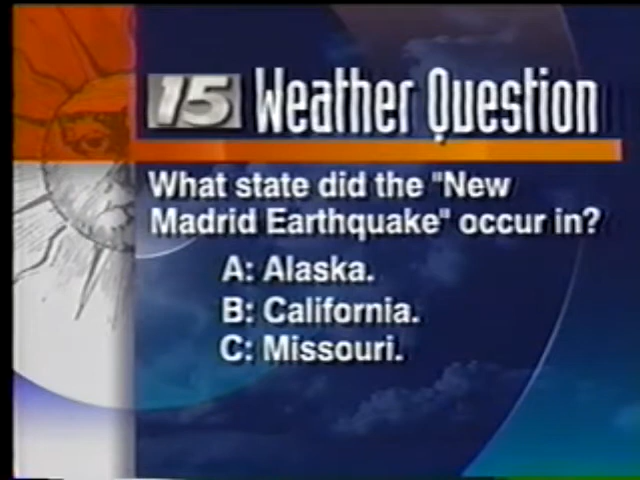 15 Weather Question
What state did the "New
Madrid Earthquake" occur in?
A: Alaska.
B: California.
C: Missouri.